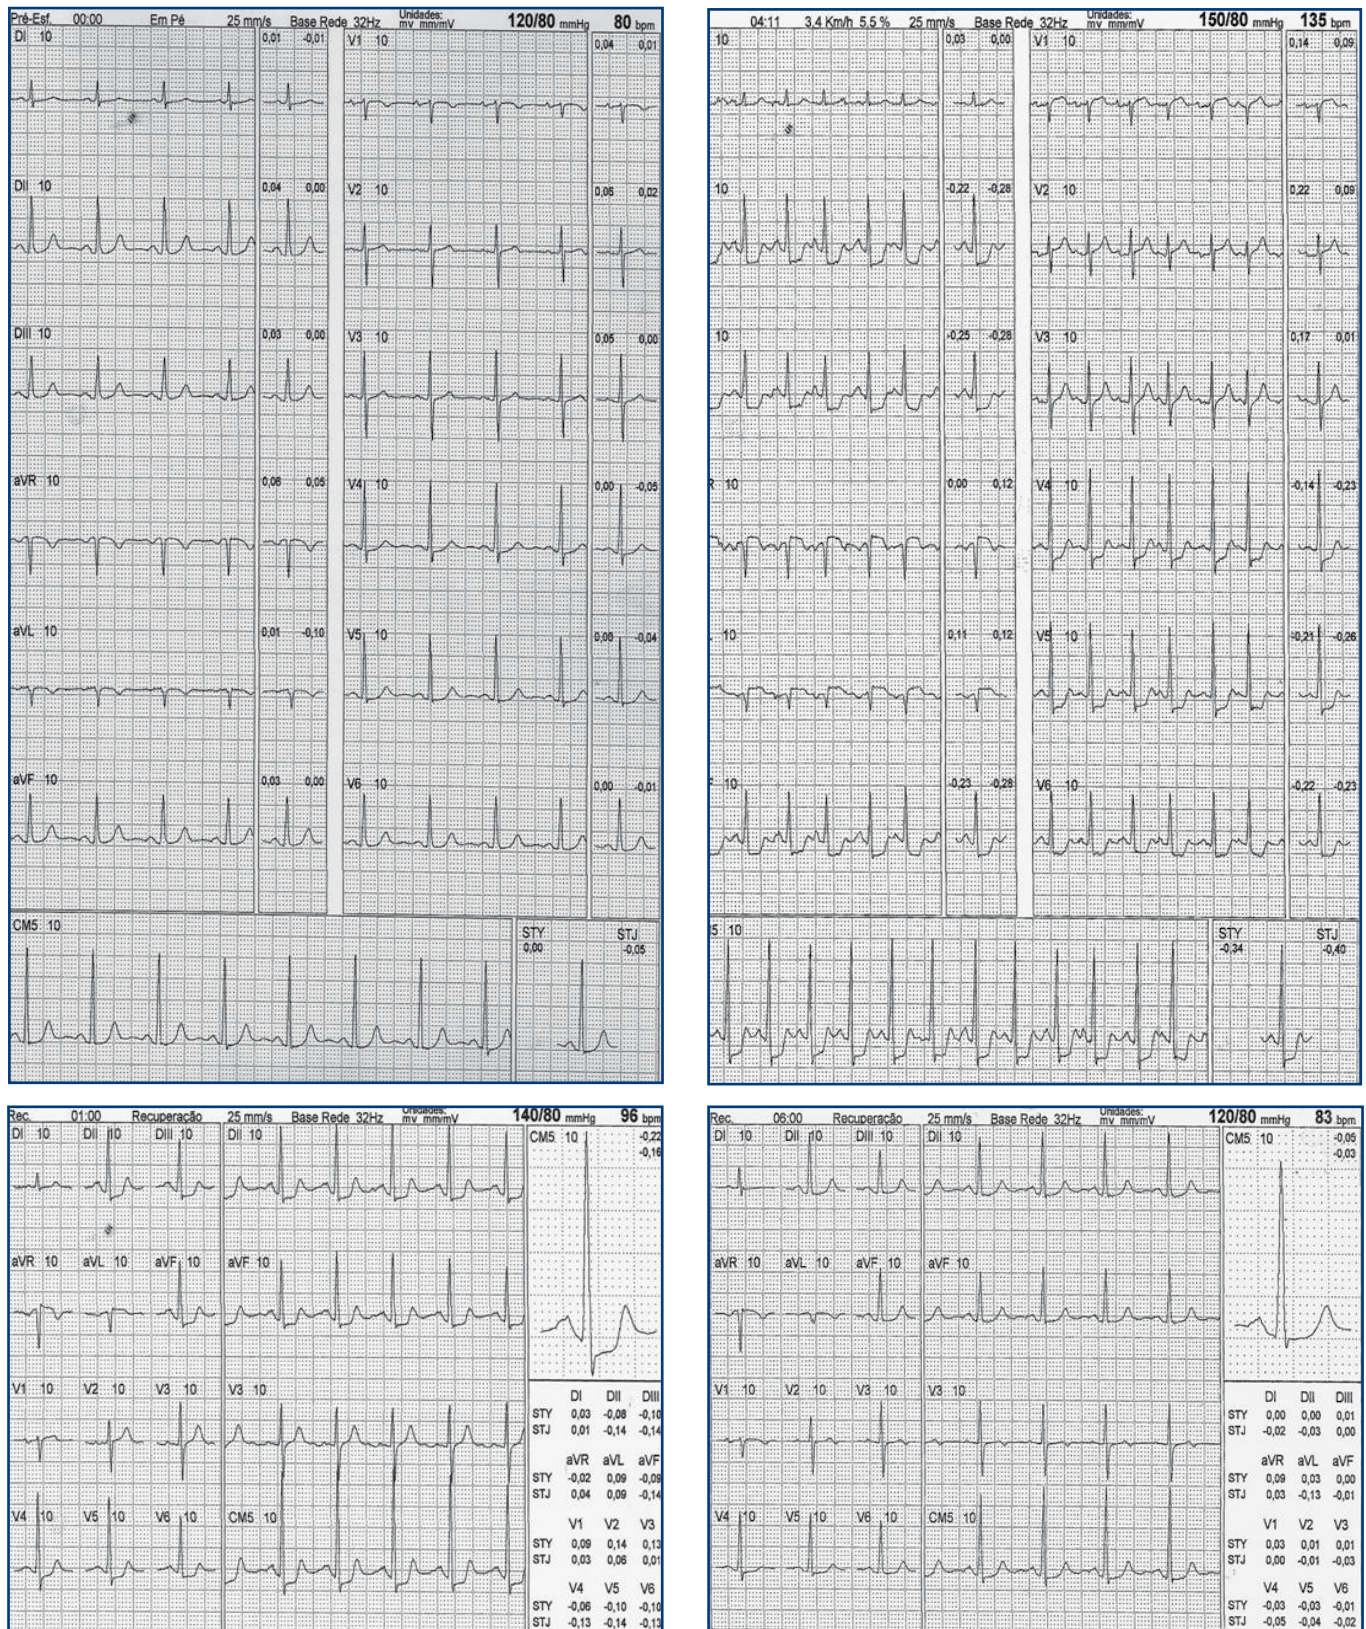 Pré-Esf. 00:00 Em Pé 25 mm/s Base Rede 32Hz Unidades: mv mm/mV 120/80 mmHg 80 bpm
DI 10 0,01 -0,01 V1 10 0,04 0,01
DII 10 0,04 0,00 V2 10 0,05 0,02
DIII 10 0,03 0,00 V3 10 0,05 0,00
aVR 10 0,06 0,05 V4 10 0,00 -0,05
aVL 10 0,01 -0,10 V5 10 0,00 -0,04
aVF 10 0,03 0,00 V6 10 0,00 -0,01
CM5 10 STY STJ
0,00 -0,05
04:11 3,4 Km/h 5,5 % 25 mm/s Base Rede 32Hz Unidades: mv mm/mV 150/80 mmHg 135 bpm
10 0,03 0,00 V1 10 0,14 0,09
10 -0,22 -0,28 V2 10 0,22 0,09
10 -0,25 -0,28 V3 10 0,17 0,01
R 10 0,00 0,12 V4 10 -0,14 -0,23
10 0,11 0,12 V5 10 -0,21 -0,26
F 10 -0,23 -0,28 V6 10 -0,22 -0,23
5 10 STY STJ
-0,34 -0,40
Rec. 01:00 Recuperação 25 mm/s Base Rede 32Hz Unidades: mv mm/mV 140/80 mmHg 96 bpm
DI 10 DII 10 DIII 10 DII 10 CM5 10 -0,22
-0,16
aVR 10 aVL 10 aVF 10 aVF 10
V1 10 V2 10 V3 10 V3 10
V4 10 V5 10 V6 10 CM5 10
DI DII DIII
STY 0,03 -0,08 -0,10
STJ 0,01 -0,14 -0,14
aVR aVL aVF
STY -0,02 0,09 -0,09
STJ 0,04 0,09 -0,14
V1 V2 V3
STY 0,09 0,14 0,13
STJ 0,03 0,06 0,01
V4 V5 V6
STY -0,06 -0,10 -0,10
STJ -0,13 -0,14 -0,13
Rec. 06:00 Recuperação 25 mm/s Base Rede 32Hz Unidades: mv mm/mV 120/80 mmHg 83 bpm
DI 10 DII 10 DIII 10 DII 10 CM5 10 -0,05
-0,03
aVR 10 aVL 10 aVF 10 aVF 10
V1 10 V2 10 V3 10 V3 10
V4 10 V5 10 V6 10 CM5 10
DI DII DIII
STY 0,00 0,00 0,01
STJ -0,02 -0,03 0,00
aVR aVL aVF
STY 0,09 0,03 0,00
STJ 0,03 -0,13 -0,01
V1 V2 V3
STY 0,03 0,01 0,01
STJ 0,00 -0,01 -0,03
V4 V5 V6
STY -0,03 -0,03 -0,01
STJ -0,05 -0,04 -0,02